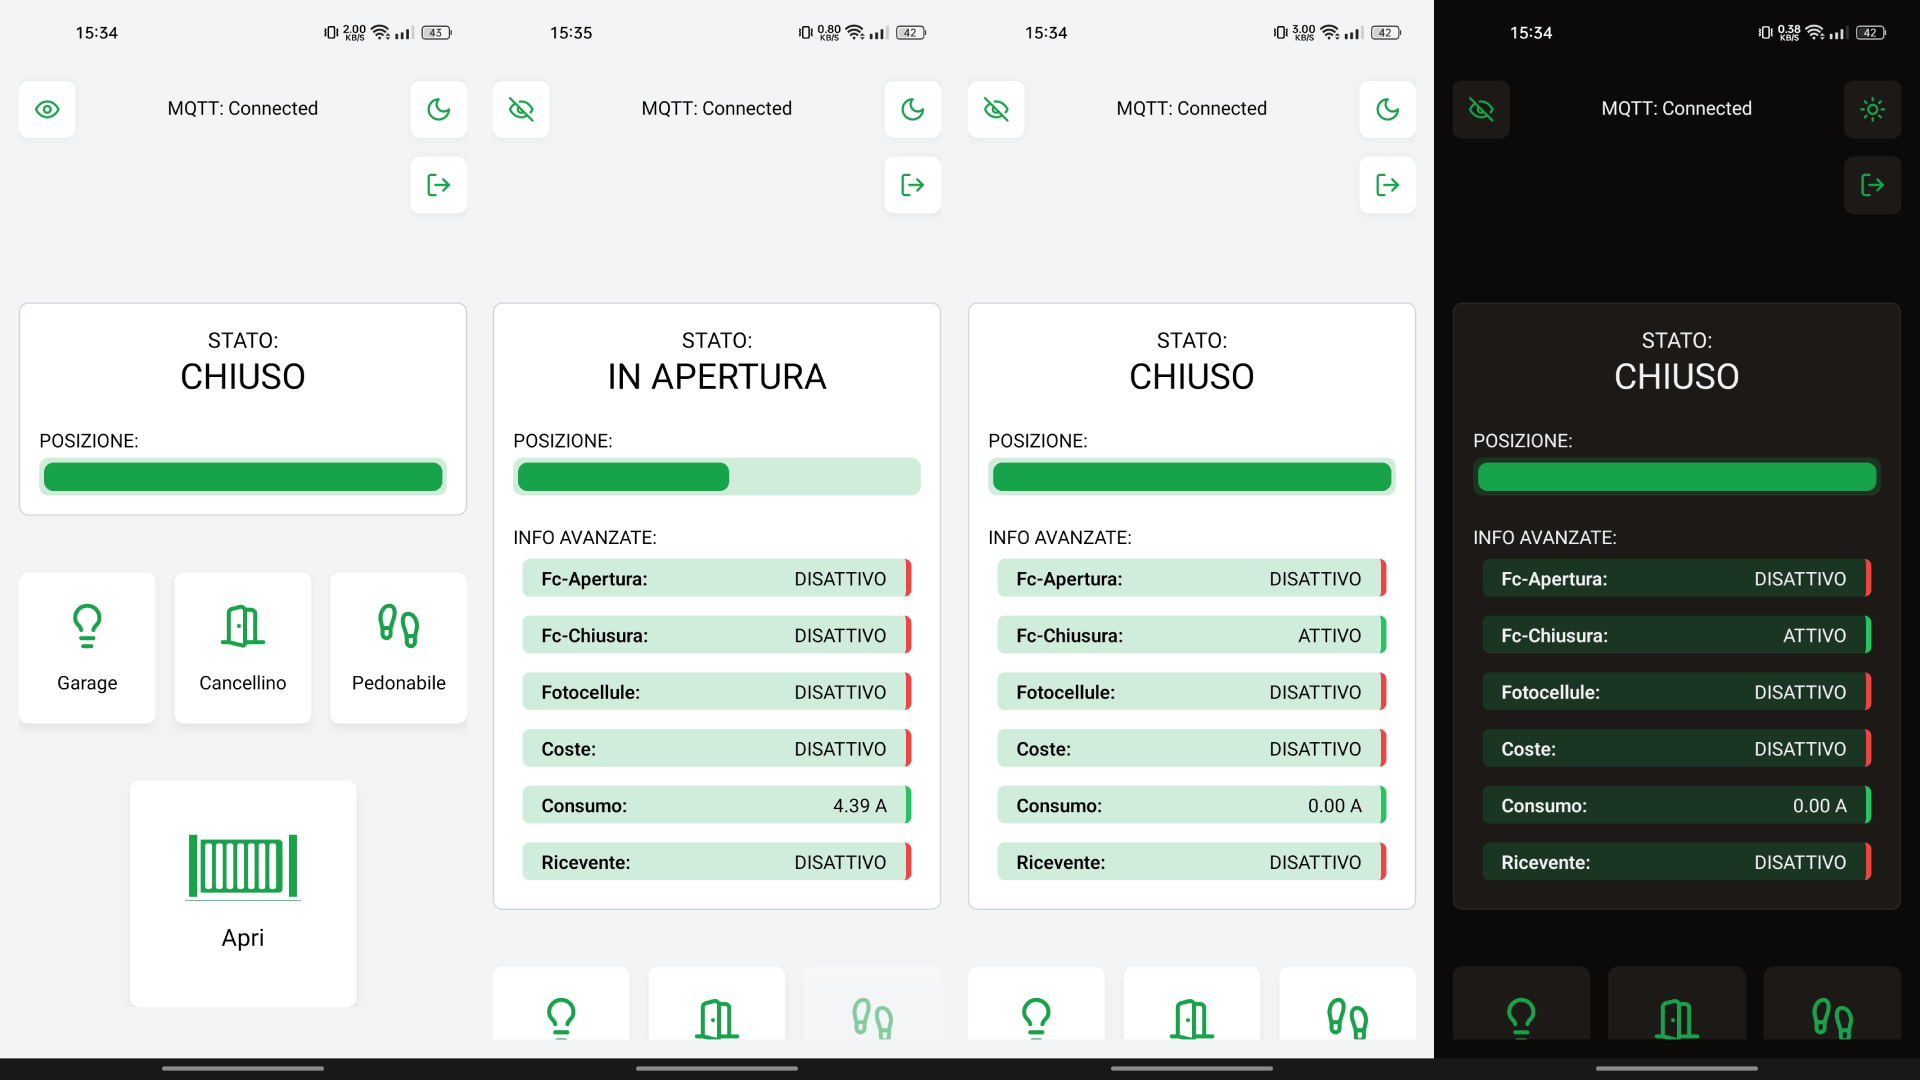 15:34
2.00 KB/S
43
MQTT: Connected
STATO:
CHIUSO
POSIZIONE:
Garage
Cancellino
Pedonabile
Apri
15:35
0.80 KB/S
42
MQTT: Connected
STATO:
IN APERTURA
POSIZIONE:
INFO AVANZATE:
Fc-Apertura: DISATTIVO
Fc-Chiusura: DISATTIVO
Fotocellule: DISATTIVO
Coste: DISATTIVO
Consumo: 4.39 A
Ricevente: DISATTIVO
15:34
3.00 KB/S
42
MQTT: Connected
STATO:
CHIUSO
POSIZIONE:
INFO AVANZATE:
Fc-Apertura: DISATTIVO
Fc-Chiusura: ATTIVO
Fotocellule: DISATTIVO
Coste: DISATTIVO
Consumo: 0.00 A
Ricevente: DISATTIVO
15:34
0.38 KB/S
42
MQTT: Connected
STATO:
CHIUSO
POSIZIONE:
INFO AVANZATE:
Fc-Apertura: DISATTIVO
Fc-Chiusura: ATTIVO
Fotocellule: DISATTIVO
Coste: DISATTIVO
Consumo: 0.00 A
Ricevente: DISATTIVO